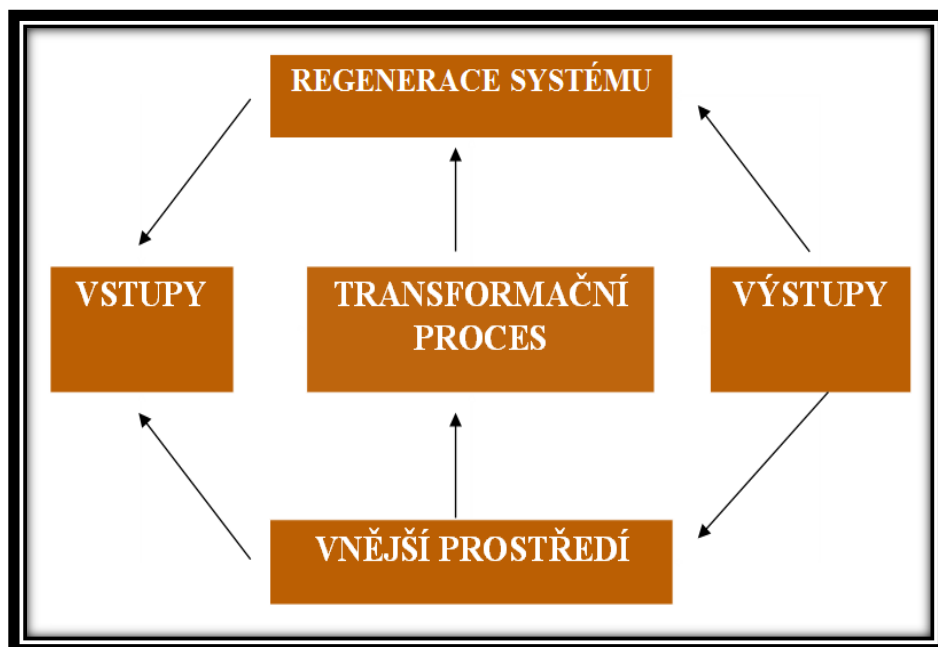 REGENERACE SYSTÉMU
VSTUPY
TRANSFORMAČNÍ
PROCES
VÝSTUPY
VNĚJŠÍ PROSTŘEDÍ